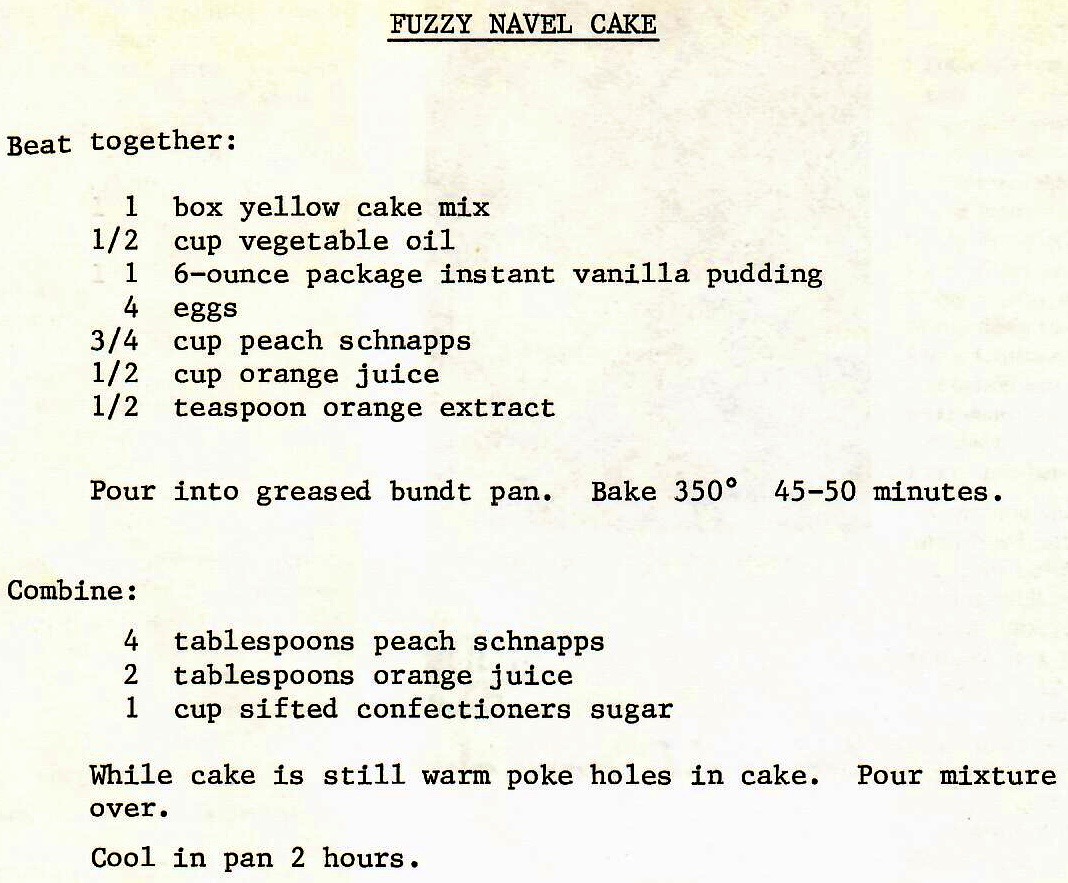 FUZZY NAVEL CAKE
Beat together:
1 box yellow cake mix
1/2 cup vegetable oil
1 6-ounce package instant vanilla pudding
4 eggs
3/4 cup peach schnapps
1/2 cup orange juice
1/2 teaspoon orange extract
Pour into greased bundt pan. Bake 350° 45-50 minutes.
Combine:
4 tablespoons peach schnapps
2 tablespoons orange juice
1 cup sifted confectioners sugar
While cake is still warm poke holes in cake. Pour mixture
over.
Cool in pan 2 hours.